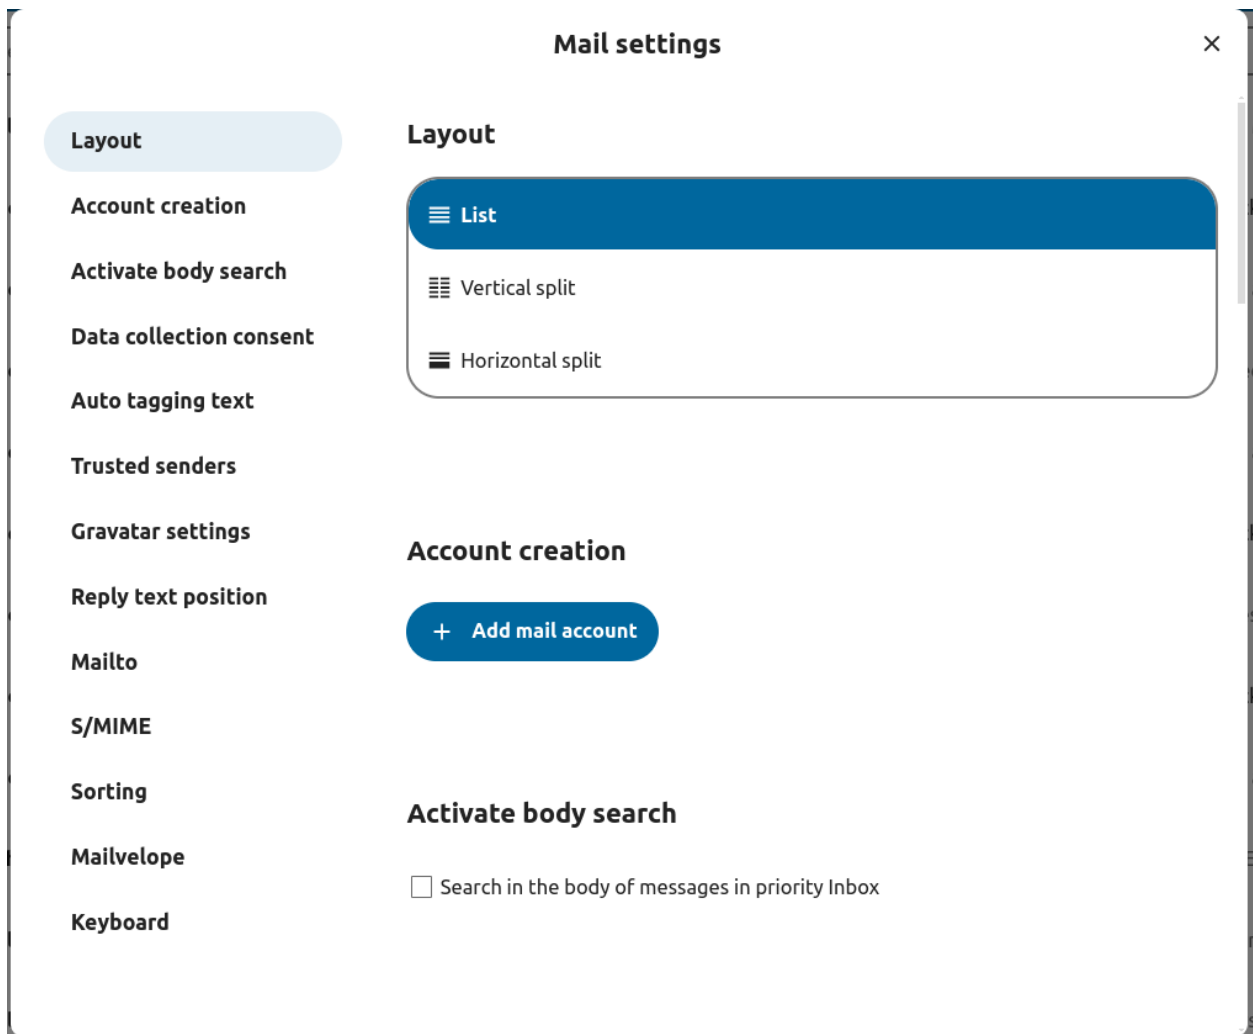 Mail settings
Layout
Account creation
Activate body search
Data collection consent
Auto tagging text
Trusted senders
Gravatar settings
Reply text position
Mailto
S/MIME
Sorting
Mailvelope
Keyboard
Layout
List
Vertical split
Horizontal split
Account creation
+ Add mail account
Activate body search
Search in the body of messages in priority Inbox